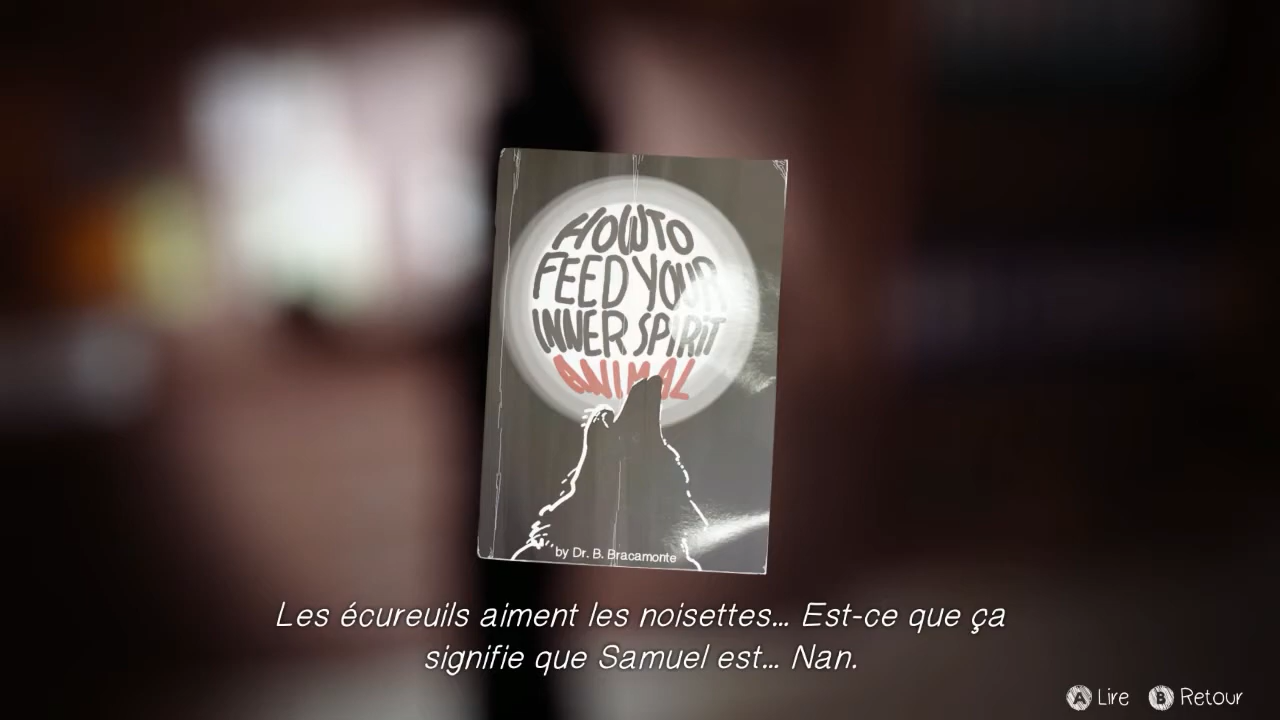 HOW TO
FEED YOUR
INNER SPIRIT
ANIMAL
by Dr. B. Bracamonte
Les écureuils aiment les noisettes... Est-ce que ça
signifie que Samuel est... Nan.
A Lire B Retour